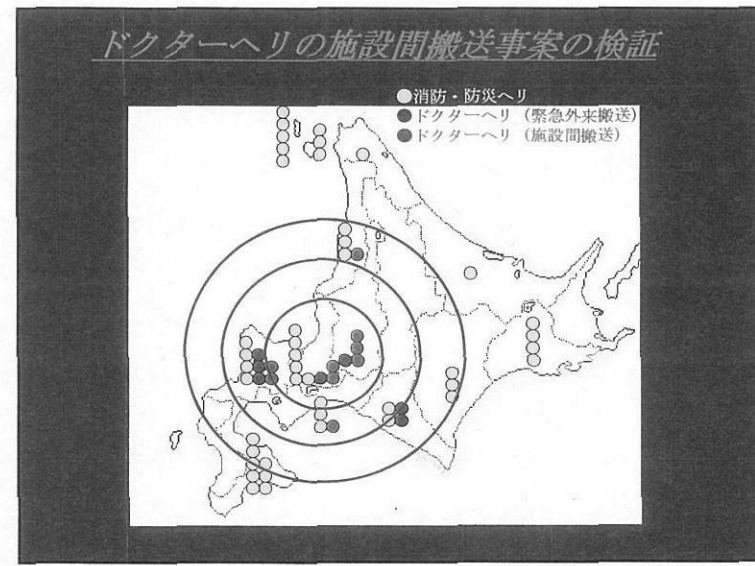 ドクターヘリの施設間搬送事案の検証
消防・防災ヘリ
ドクターヘリ（緊急外来搬送）
ドクターヘリ（施設間搬送）